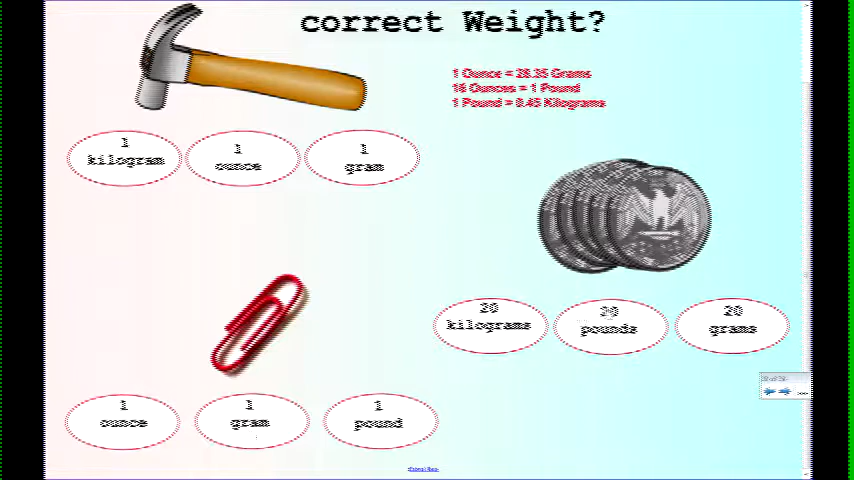 correct Weight?
1 Ounce = 28.35 Grams
16 Ounces = 1 Pound
1 Pound = 0.45 Kilograms
1
kilogram
1
ounce
1
gram
20
kilograms
20
pounds
20
grams
1
ounce
1
gram
1
pound